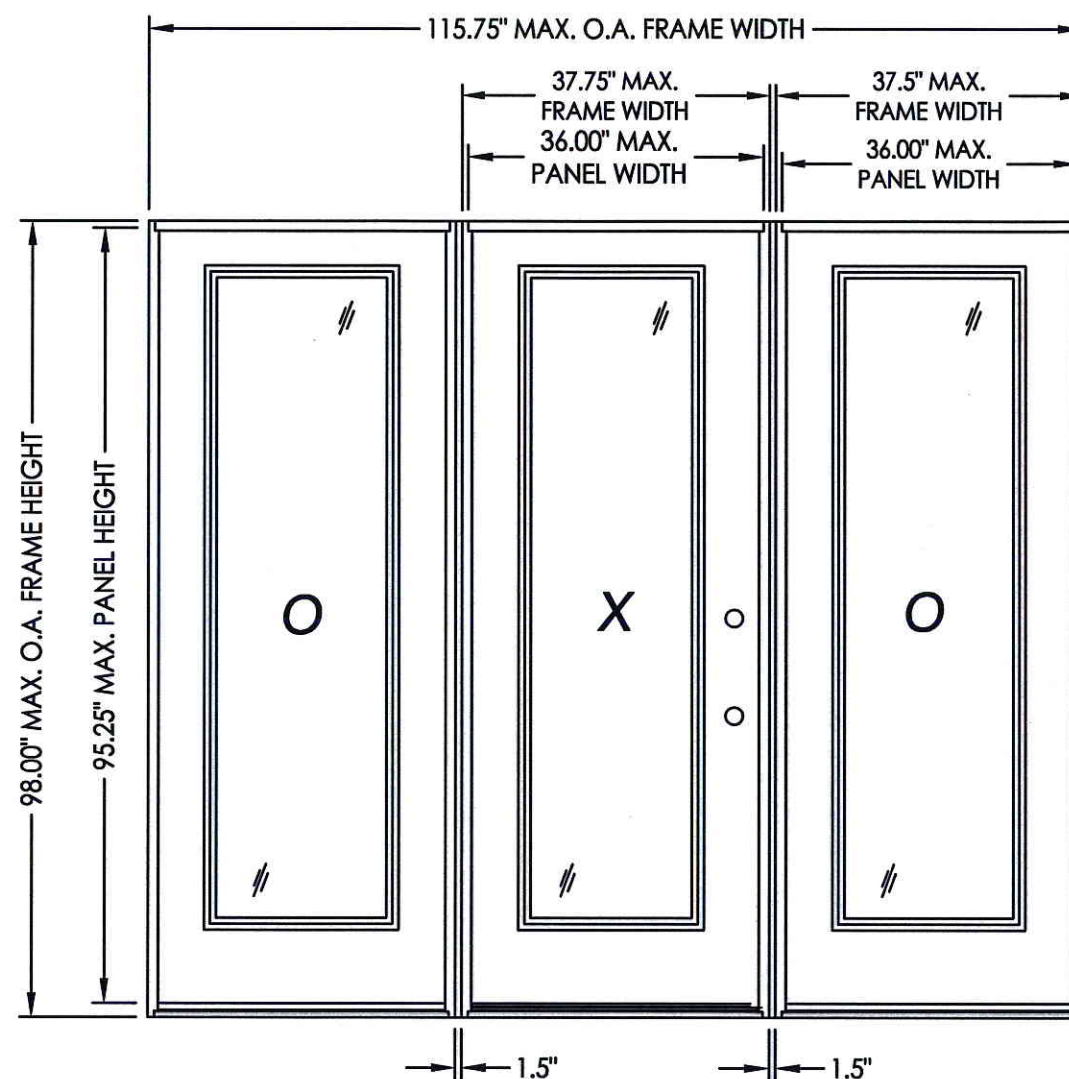 115.75" MAX. O.A. FRAME WIDTH
37.75" MAX.
FRAME WIDTH
37.5" MAX.
FRAME WIDTH
36.00" MAX.
PANEL WIDTH
36.00" MAX.
PANEL WIDTH
98.00" MAX. O.A. FRAME HEIGHT
95.25" MAX. PANEL HEIGHT
O
X
O
1.5"
1.5"